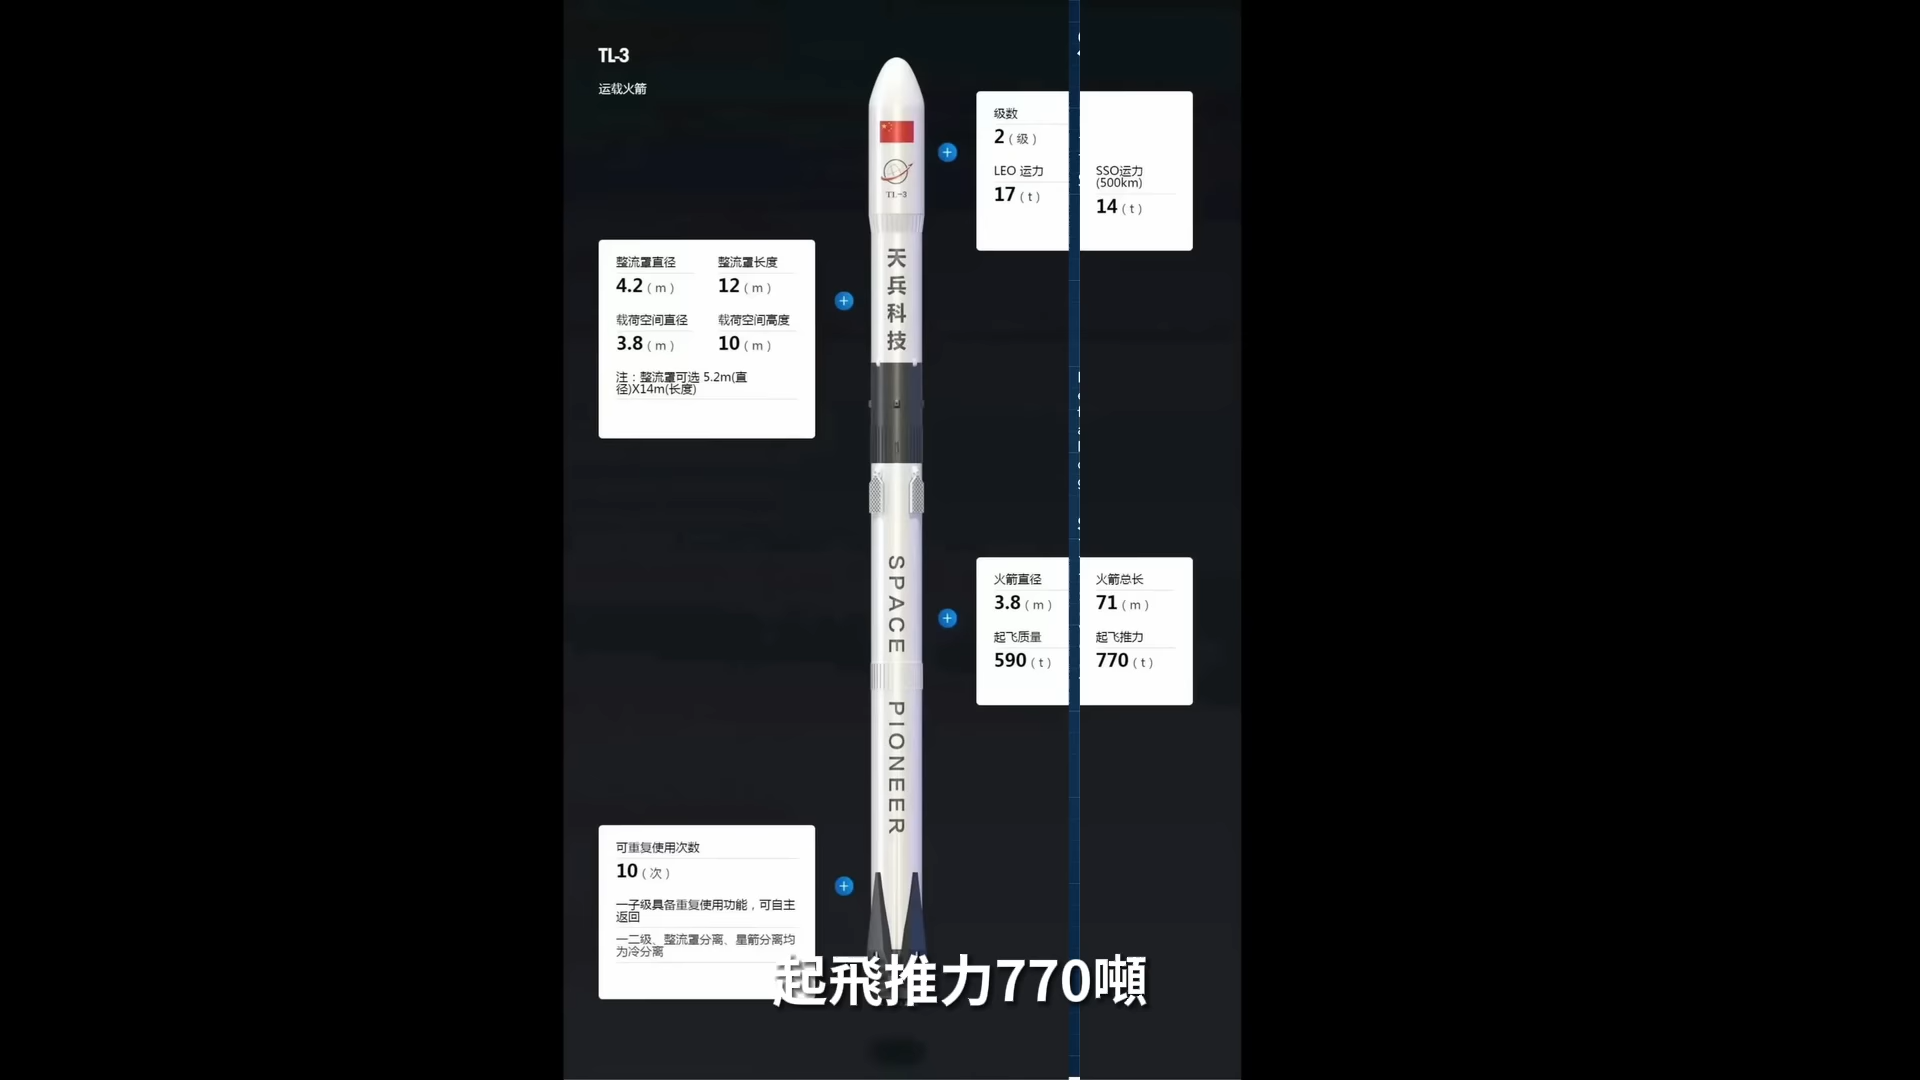 TL-3
运载火箭
级数
2（级）
LEO 运力
17（t）
SSO运力
(500km)
14（t）
TL-3
天兵科技
整流罩直径
4.2（m）
整流罩长度
12（m）
载荷空间直径
3.8（m）
载荷空间高度
10（m）
注：整流罩可选 5.2m(直
径)X14m(长度)
SPACE PIONEER
火箭直径
3.8（m）
火箭总长
71（m）
起飞质量
590（t）
起飞推力
770（t）
可重复使用次数
10（次）
一子级具备重复使用功能，可自主
返回
一二级、整流罩分离、星箭分离均
为冷分离
起飛推力770噸